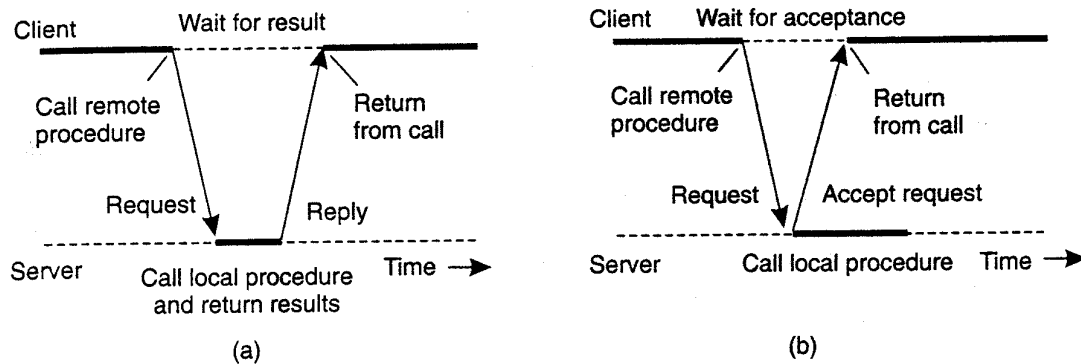 Client
Wait for result
Call remote
procedure
Return
from call
Request
Reply
Server
Call local procedure
and return results
Time
(a)
Client
Wait for acceptance
Call remote
procedure
Return
from call
Request
Accept request
Server
Call local procedure
Time
(b)